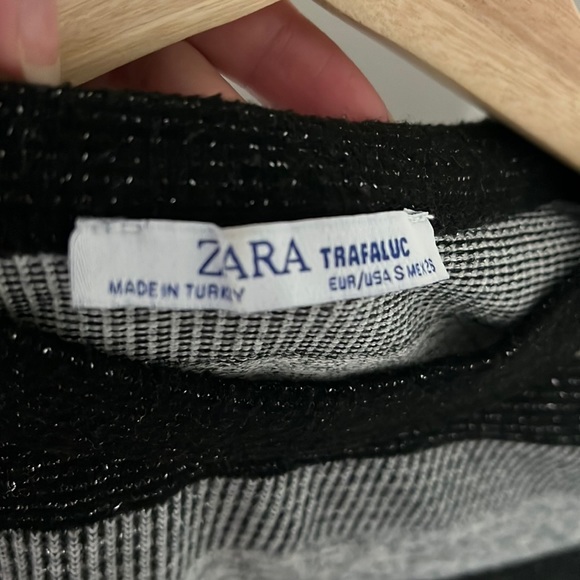 ZARA TRAFALUC
MADE IN TURKEY
EUR/USA S MEX 26